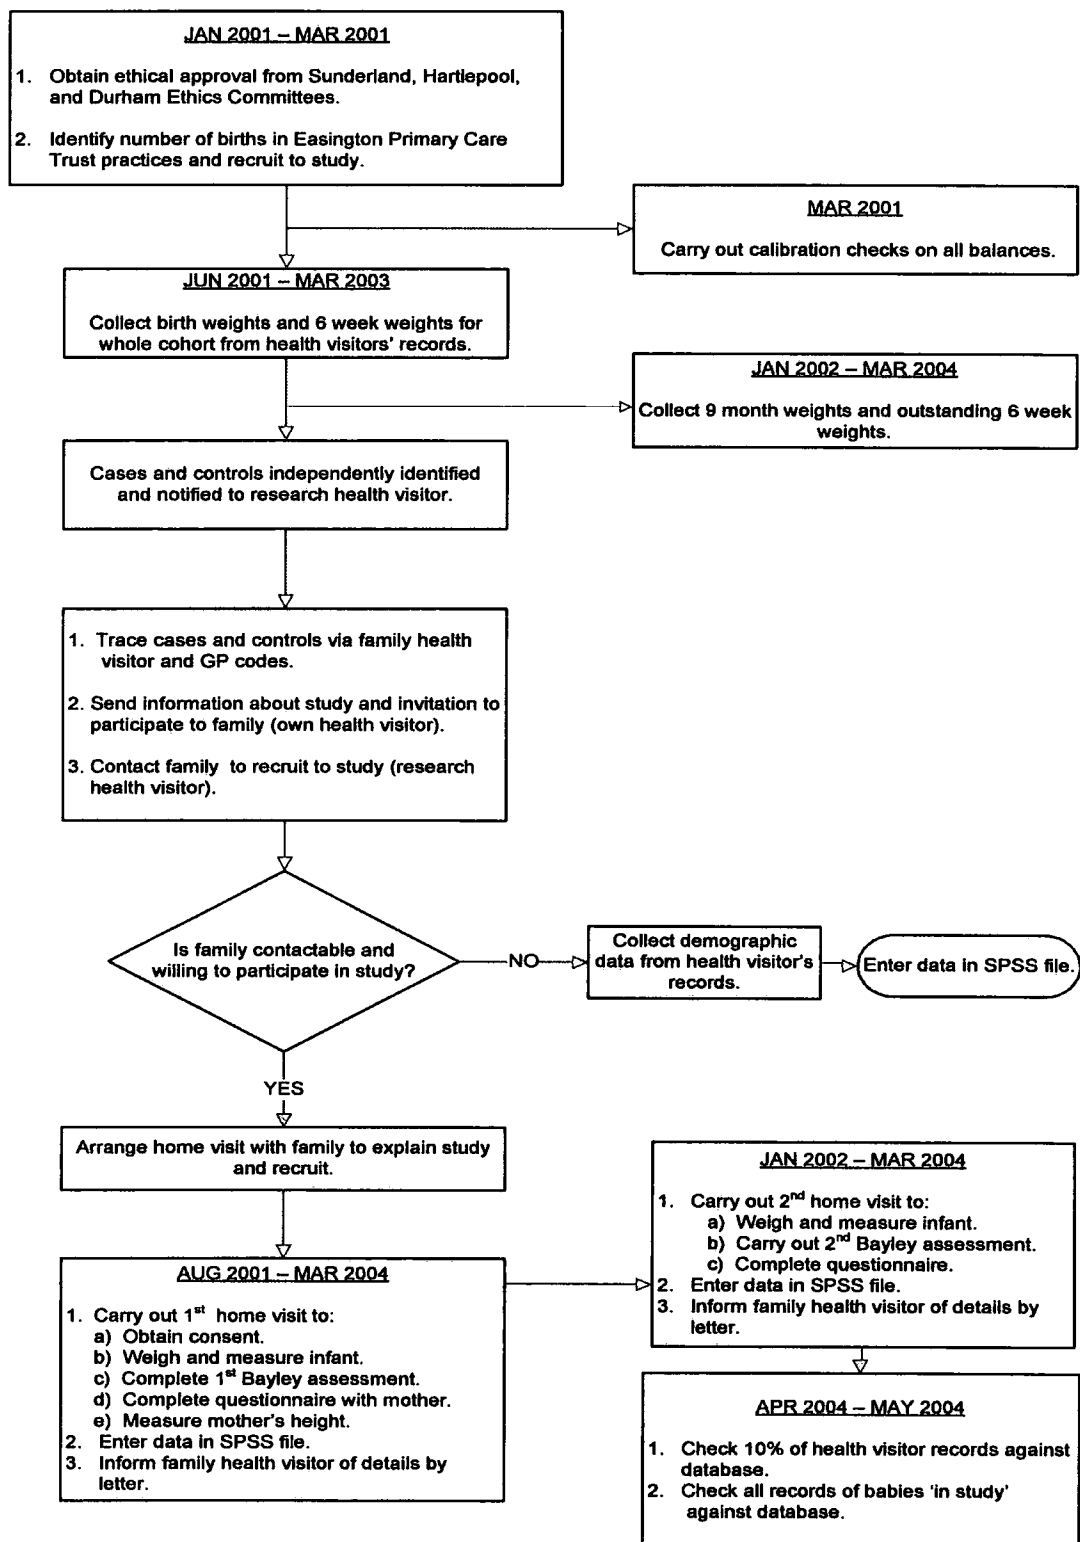 JAN 2001 – MAR 2001
1. Obtain ethical approval from Sunderland, Hartlepool,
and Durham Ethics Committees.
2. Identify number of births in Easington Primary Care
Trust practices and recruit to study.
MAR 2001
Carry out calibration checks on all balances.
JUN 2001 – MAR 2003
Collect birth weights and 6 week weights for
whole cohort from health visitors' records.
JAN 2002 – MAR 2004
Collect 9 month weights and outstanding 6 week
weights.
Cases and controls independently identified
and notified to research health visitor.
1. Trace cases and controls via family health
visitor and GP codes.
2. Send information about study and invitation to
participate to family (own health visitor).
3. Contact family to recruit to study (research
health visitor).
Is family contactable and
willing to participate in study?
NO
Collect demographic
data from health visitor's
records.
Enter data in SPSS file.
YES
Arrange home visit with family to explain study
and recruit.
AUG 2001 – MAR 2004
1. Carry out 1st home visit to:
a) Obtain consent.
b) Weigh and measure infant.
c) Complete 1st Bayley assessment.
d) Complete questionnaire with mother.
e) Measure mother's height.
2. Enter data in SPSS file.
3. Inform family health visitor of details by
letter.
JAN 2002 – MAR 2004
1. Carry out 2nd home visit to:
a) Weigh and measure infant.
b) Carry out 2nd Bayley assessment.
c) Complete questionnaire.
2. Enter data in SPSS file.
3. Inform family health visitor of details by
letter.
APR 2004 – MAY 2004
1. Check 10% of health visitor records against
database.
2. Check all records of babies 'in study'
against database.